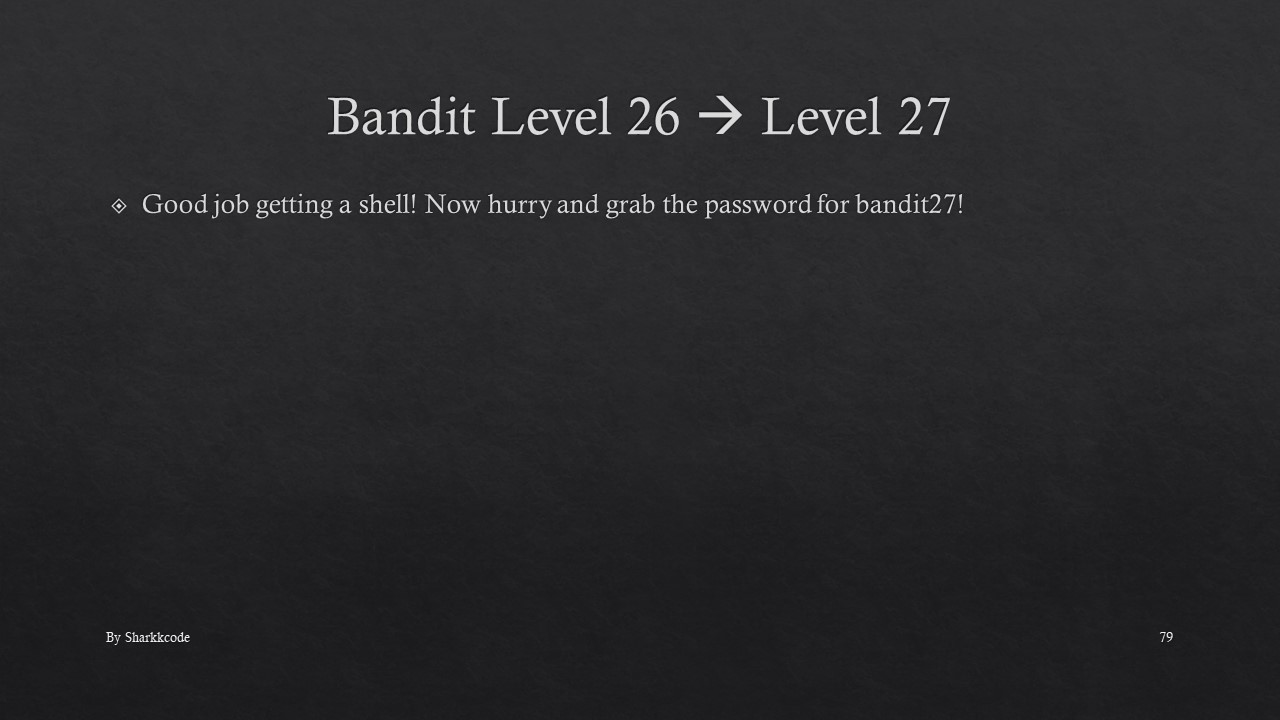 Bandit Level 26 → Level 27
Good job getting a shell! Now hurry and grab the password for bandit27!
By Sharkkcode
79